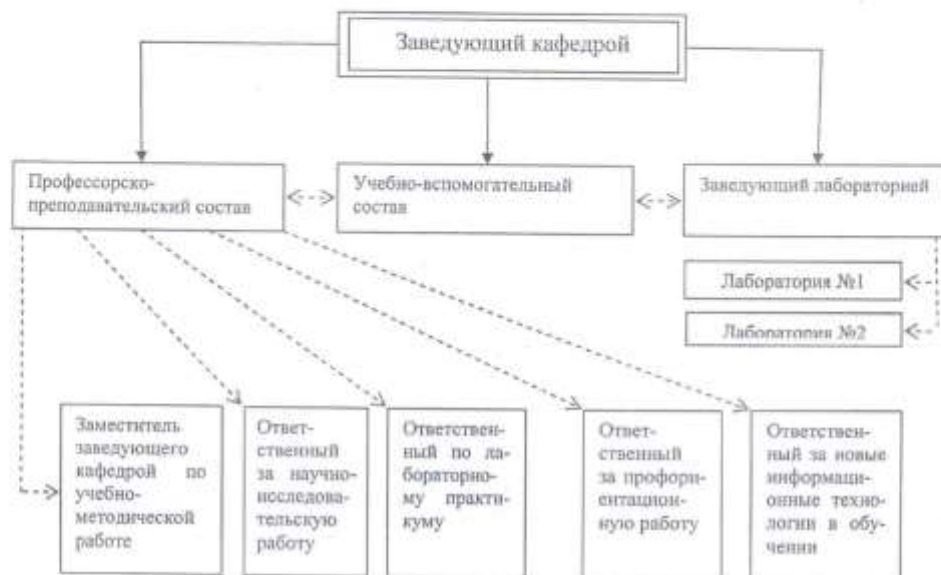 Заведующий кафедрой
Профессорско-
преподавательский состав
Учебно-вспомогательный
состав
Заведующий лабораторией
Лаборатория №1
Лаборатория №2
Заместитель
заведующего
кафедрой по
учебно-
методической
работе
Ответ-
ственный
за научно-
исследова-
тельскую
работу
Ответствен-
ный по ла-
бораторно-
му практи-
куму
Ответ-
ственный
за профори-
ентацион-
ную работу
Ответствен-
ный за новые
информаци-
онные техно-
логии в обу-
чении